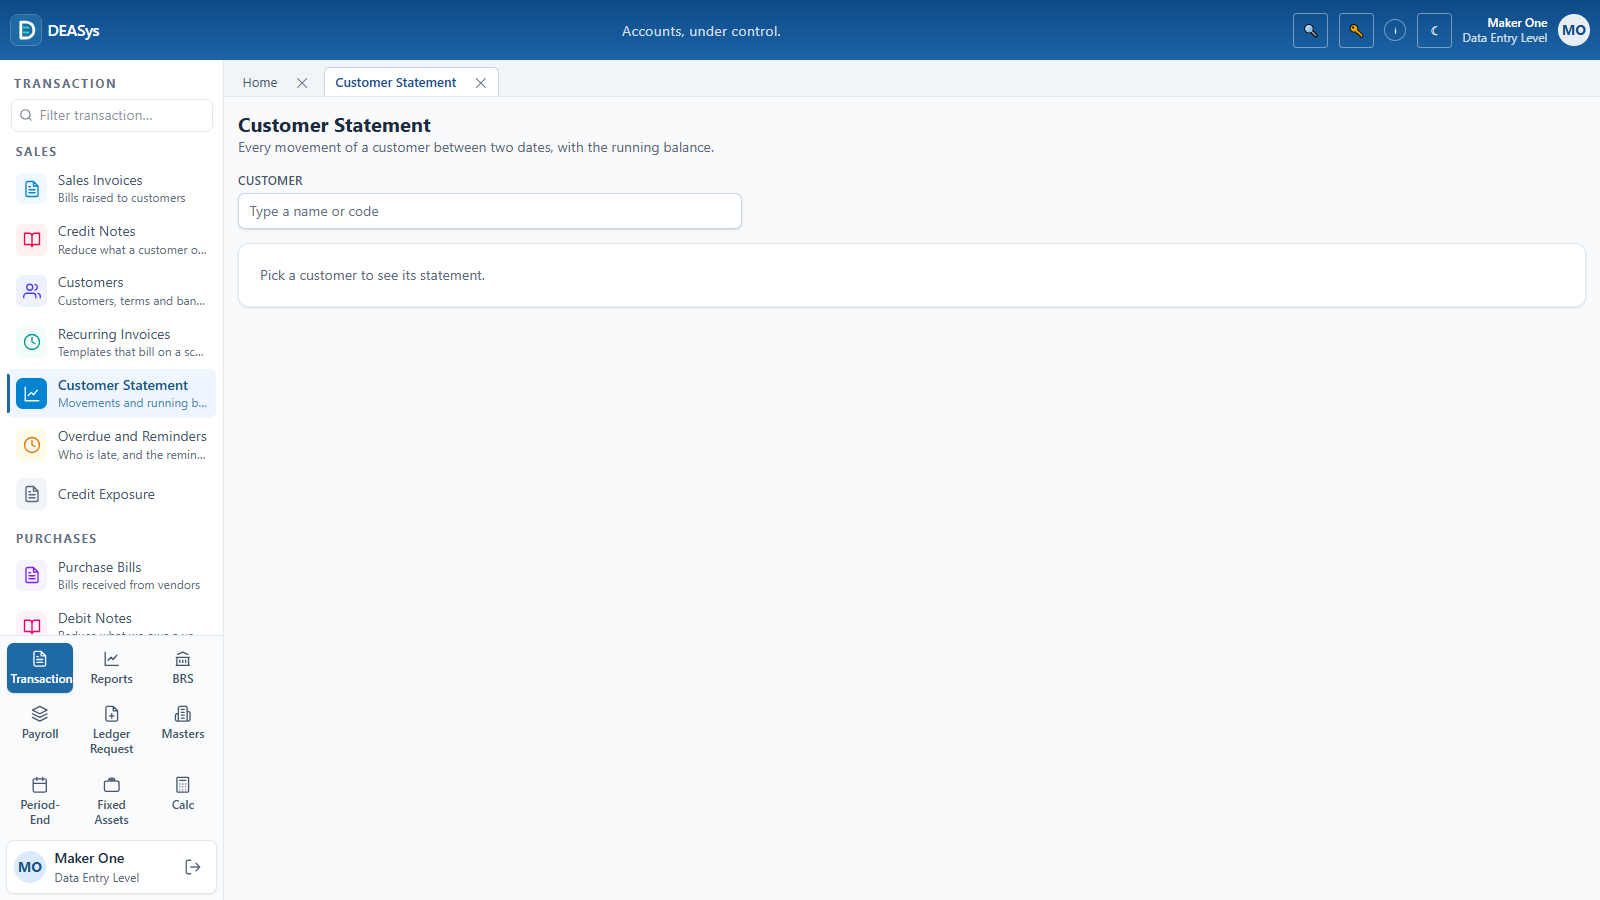 DEASys
Accounts, under control.
Maker One
Data Entry Level
MO
TRANSACTION
Filter transaction...
SALES
Sales Invoices
Bills raised to customers
Credit Notes
Reduce what a customer o...
Customers
Customers, terms and ban...
Recurring Invoices
Templates that bill on a sc...
Customer Statement
Movements and running b...
Overdue and Reminders
Who is late, and the remin...
Credit Exposure
PURCHASES
Purchase Bills
Bills received from vendors
Debit Notes
Transaction
Reports
BRS
Payroll
Ledger
Request
Masters
Period-
End
Fixed
Assets
Calc
MO
Maker One
Data Entry Level
Home
Customer Statement
Customer Statement
Every movement of a customer between two dates, with the running balance.
CUSTOMER
Type a name or code
Pick a customer to see its statement.